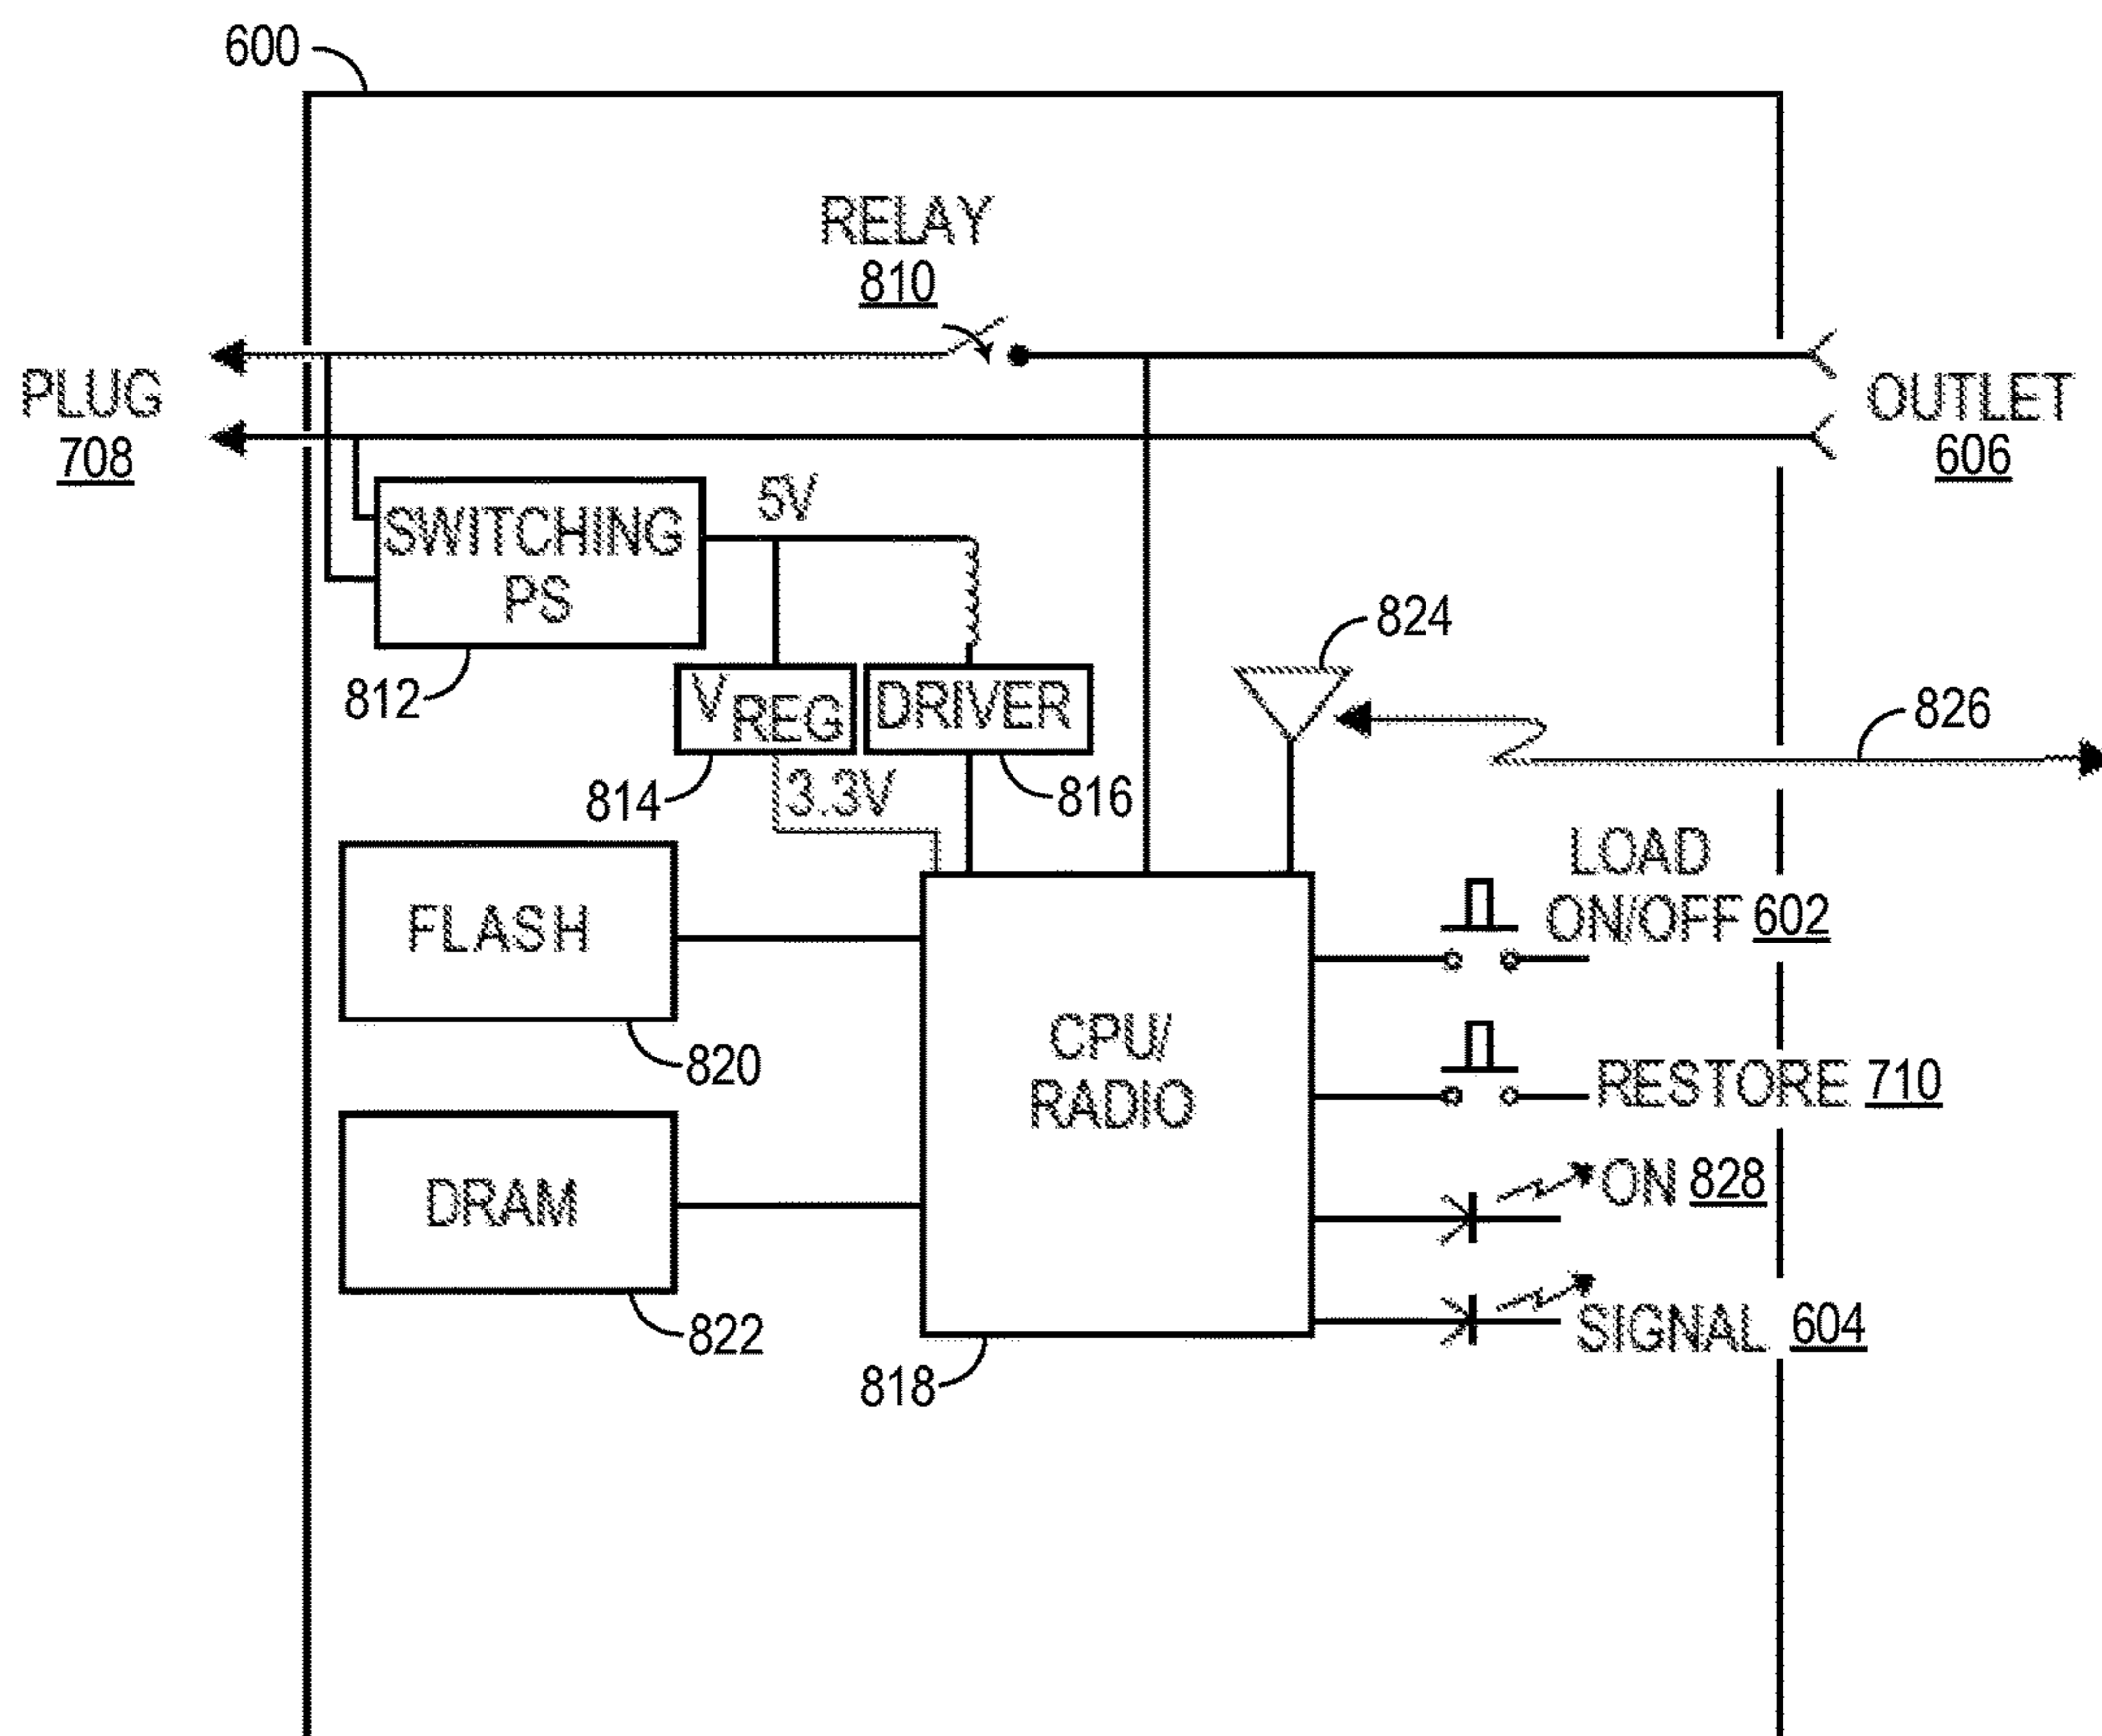 600
RELAY
810
PLUG
708
OUTLET
606
5V
SWITCHING
PS
812
824
V REG
DRIVER
826
814
3.3V
816
LOAD
ON/OFF 602
FLASH
820
CPU/
RADIO
RESTORE 710
DRAM
822
ON 828
SIGNAL 604
818